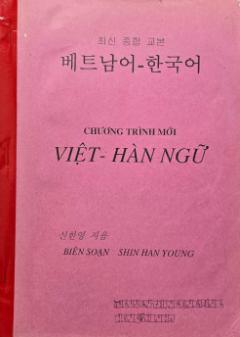 최신 종합 교본
베트남어-한국어
CHƯƠNG TRÌNH MỚI
VIỆT- HÀN NGỮ
신한영 지음
BIÊN SOẠN SHIN HAN YOUNG